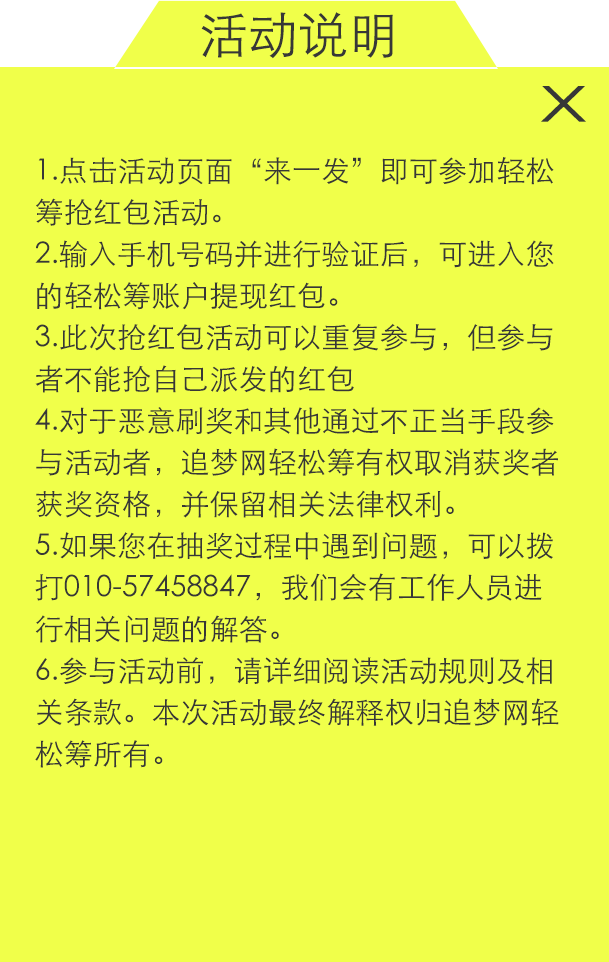 活动说明
1.点击活动页面“来一发”即可参加轻松
筹抢红包活动。
2.输入手机号码并进行验证后，可进入您
的轻松筹账户提现红包。
3.此次抢红包活动可以重复参与，但参与
者不能抢自己派发的红包
4.对于恶意刷奖和其他通过不正当手段参
与活动者，追梦网轻松筹有权取消获奖者
获奖资格，并保留相关法律权利。
5.如果您在抽奖过程中遇到问题，可以拨
打010-57458847，我们会有工作人员进
行相关问题的解答。
6.参与活动前，请详细阅读活动规则及相
关条款。本次活动最终解释权归追梦网轻
松筹所有。